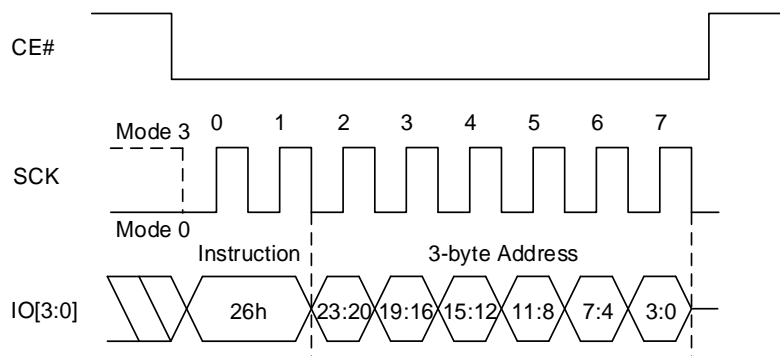 CE#
Mode 3
0 1 2 3 4 5 6 7
SCK
Mode 0
Instruction 3-byte Address
IO[3:0]
26h 23:20 19:16 15:12 11:8 7:4 3:0